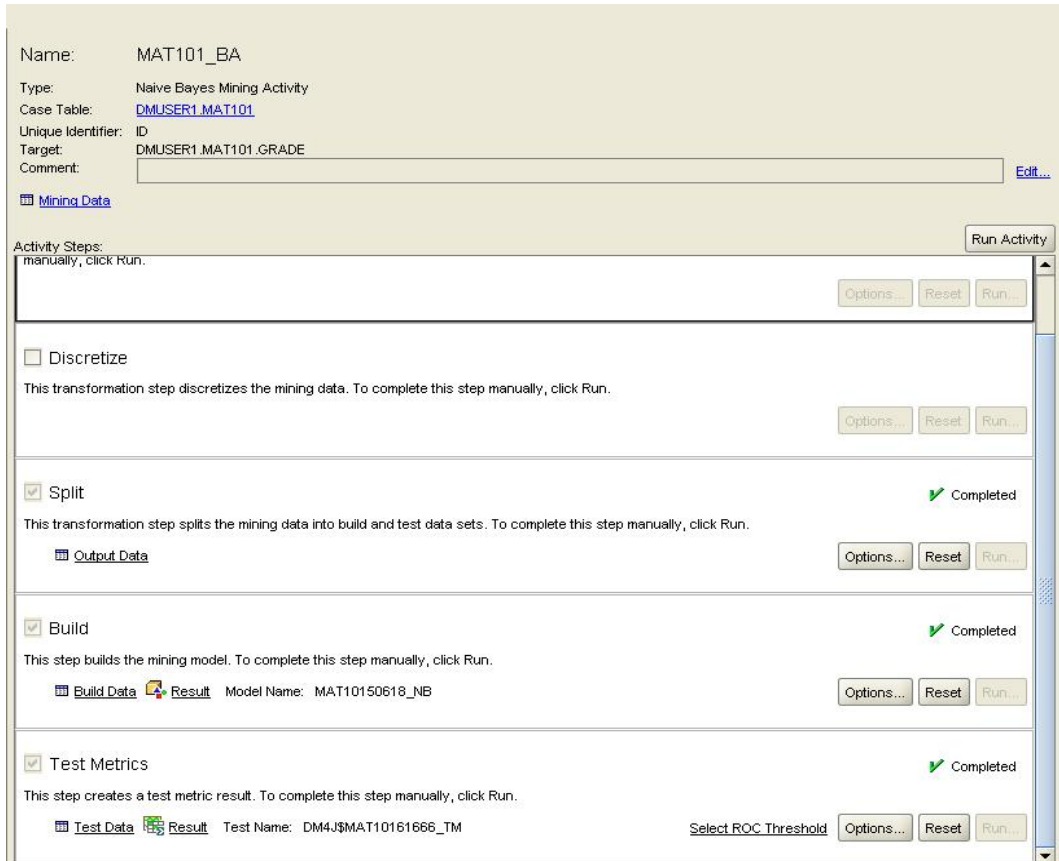 Name: MAT101_BA
Type: Naive Bayes Mining Activity
Case Table: DMUSER1.MAT101
Unique Identifier: ID
Target: DMUSER1.MAT101.GRADE
Comment: Edit...
Mining Data
Run Activity
Activity Steps:
manually, click Run.
Options... Reset Run...
Discretize
This transformation step discretizes the mining data. To complete this step manually, click Run.
Options... Reset Run...
Split Completed
This transformation step splits the mining data into build and test data sets. To complete this step manually, click Run.
Output Data Options... Reset Run...
Build Completed
This step builds the mining model. To complete this step manually, click Run.
Build Data Result Model Name: MAT10150618_NB Options... Reset Run...
Test Metrics Completed
This step creates a test metric result. To complete this step manually, click Run.
Test Data Result Test Name: DM4J$MAT10161666_TM Select ROC Threshold Options... Reset Run...